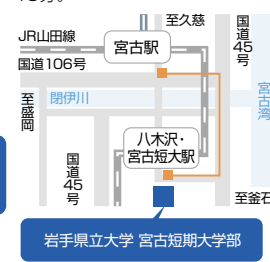 至久慈
国道45号
JR山田線
宮古駅
国道106号
至盛岡
閉伊川
宮古湾
八木沢・
宮古短大駅
国道45号
至釜石
岩手県立大学 宮古短期大学部